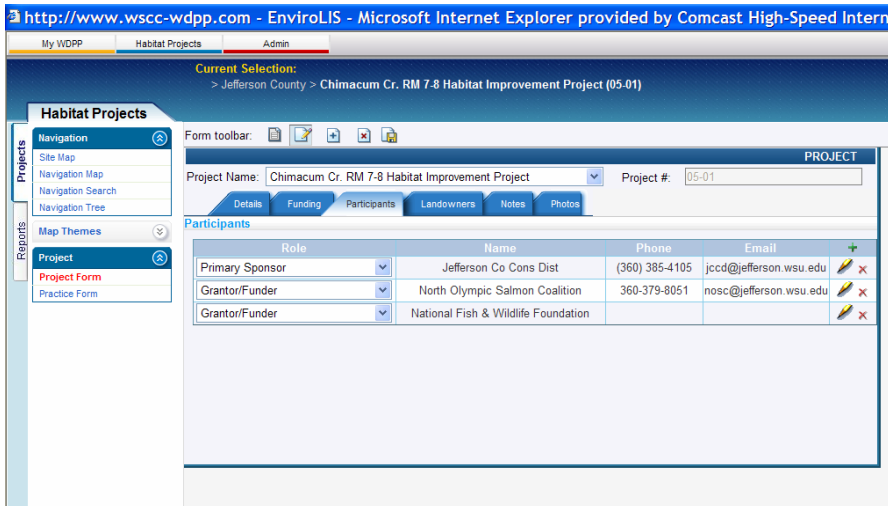 http://www.wscc-wdpp.com - EnviroLIS - Microsoft Internet Explorer provided by Comcast High-Speed Intern
My WDPP Habitat Projects Admin
Current Selection:
> Jefferson County > Chimacum Cr. RM 7-8 Habitat Improvement Project (05-01)
Habitat Projects
Projects
Reports
Navigation
Site Map
Navigation Map
Navigation Search
Navigation Tree
Map Themes
Project
Project Form
Practice Form
Form toolbar:
PROJECT
Project Name: Chimacum Cr. RM 7-8 Habitat Improvement Project Project #: 05-01
Details Funding Participants Landowners Notes Photos
Participants
Role Name Phone Email
Primary Sponsor Jefferson Co Cons Dist (360) 385-4105 jccd@jefferson.wsu.edu
Grantor/Funder North Olympic Salmon Coalition 360-379-8051 nosc@jefferson.wsu.edu
Grantor/Funder National Fish & Wildlife Foundation